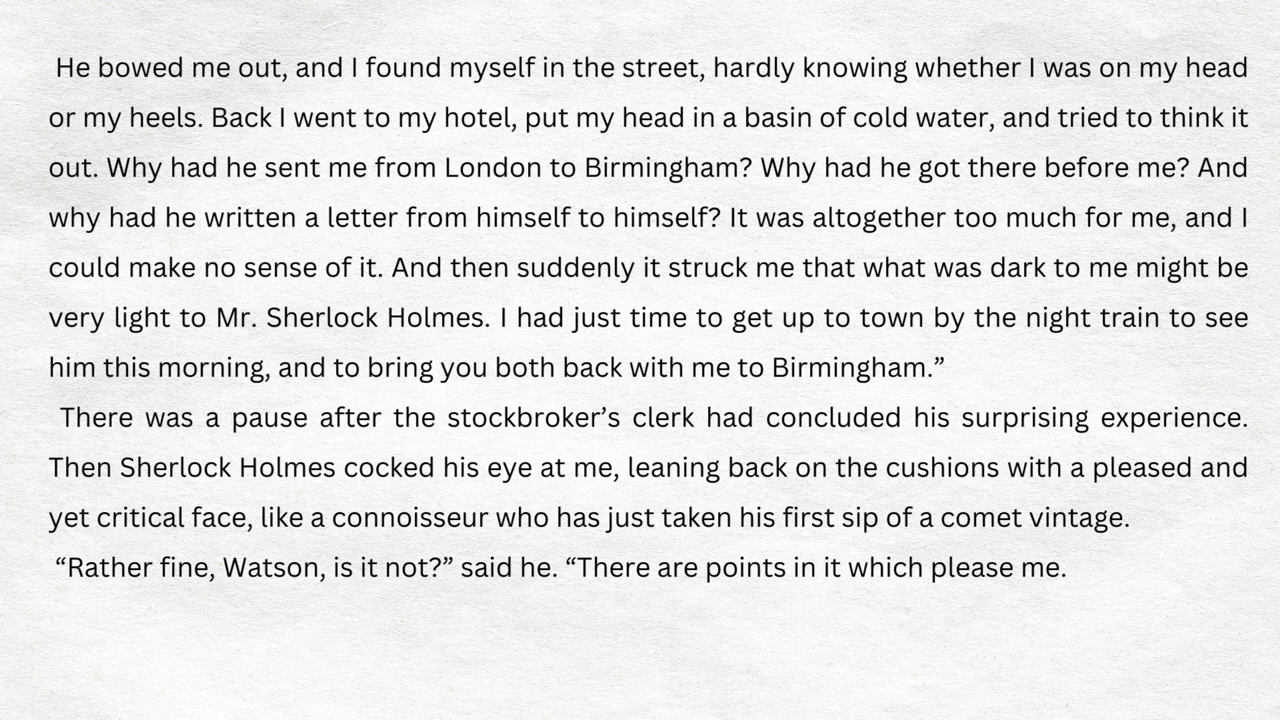 He bowed me out, and I found myself in the street, hardly knowing whether I was on my head
or my heels. Back I went to my hotel, put my head in a basin of cold water, and tried to think it
out. Why had he sent me from London to Birmingham? Why had he got there before me? And
why had he written a letter from himself to himself? It was altogether too much for me, and I
could make no sense of it. And then suddenly it struck me that what was dark to me might be
very light to Mr. Sherlock Holmes. I had just time to get up to town by the night train to see
him this morning, and to bring you both back with me to Birmingham.”
There was a pause after the stockbroker’s clerk had concluded his surprising experience.
Then Sherlock Holmes cocked his eye at me, leaning back on the cushions with a pleased and
yet critical face, like a connoisseur who has just taken his first sip of a comet vintage.
“Rather fine, Watson, is it not?” said he. “There are points in it which please me.